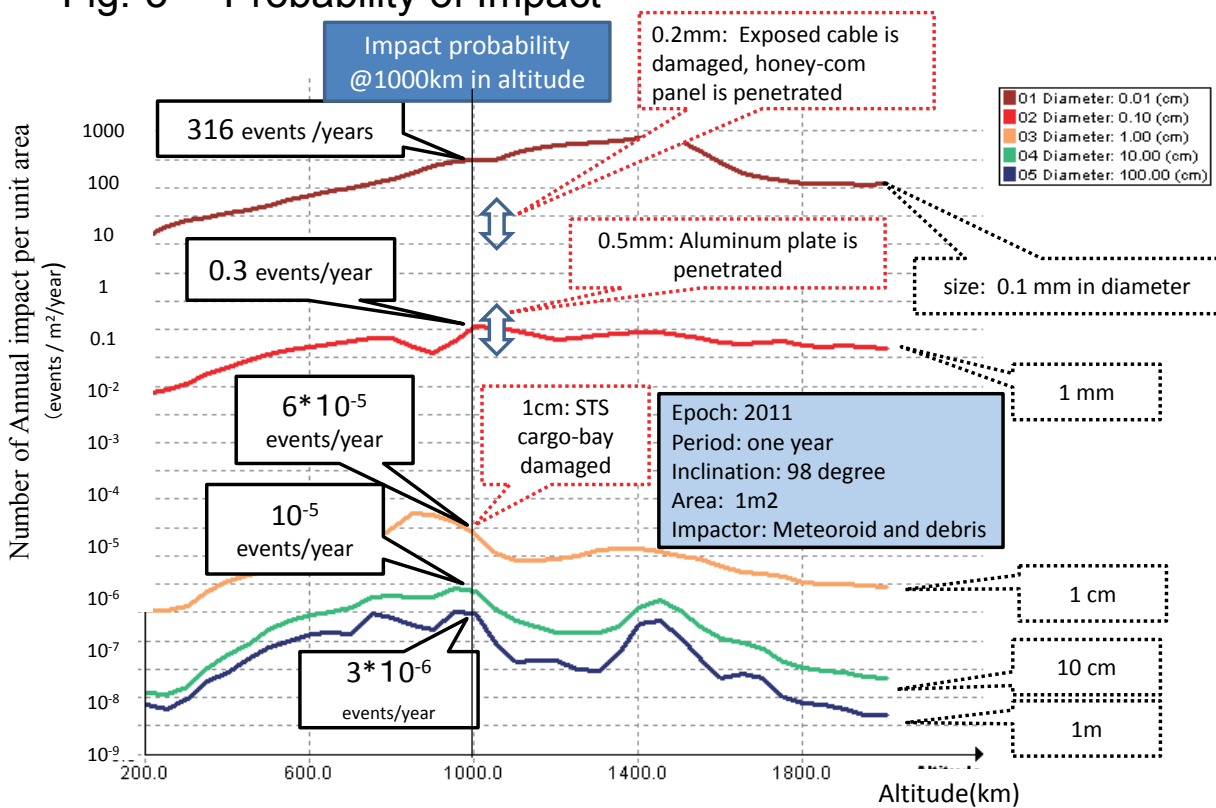 Fig. 3 Probability of Impact
Impact probability
@1000km in altitude
0.2mm: Exposed cable is
damaged, honey-com
panel is penetrated
01 Diameter: 0.01 (cm)
02 Diameter: 0.10 (cm)
03 Diameter: 1.00 (cm)
04 Diameter: 10.00 (cm)
05 Diameter: 100.00 (cm)
Number of Annual impact per unit area
(events / m²/year)
1000
100
10
1
0.1
10⁻²
10⁻³
10⁻⁴
10⁻⁵
10⁻⁶
10⁻⁷
10⁻⁸
10⁻⁹
316 events /years
0.3 events/year
0.5mm: Aluminum plate is
penetrated
size: 0.1 mm in diameter
6*10⁻⁵
events/year
1cm: STS
cargo-bay
damaged
Epoch: 2011
Period: one year
Inclination: 98 degree
Area: 1m2
Impactor: Meteoroid and debris
1 mm
10⁻⁵
events/year
3*10⁻⁶
events/year
1 cm
10 cm
1m
200.0
600.0
1000.0
1400.0
1800.0
Altitude(km)